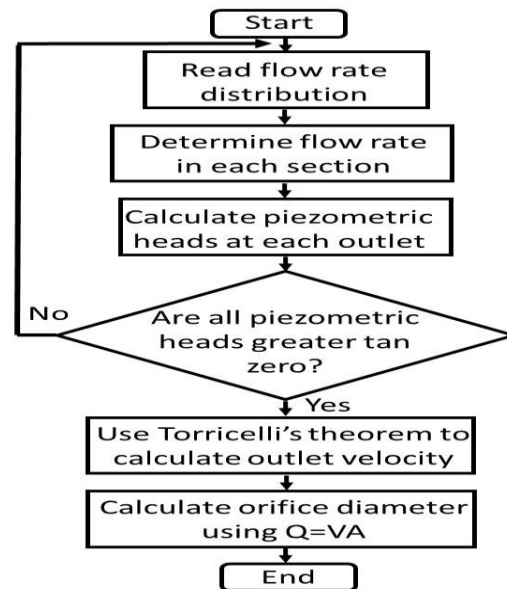 Start
Read flow rate
distribution
Determine flow rate
in each section
Calculate piezometric
heads at each outlet
No
Are all piezometric
heads greater tan
zero?
Yes
Use Torricelli's theorem to
calculate outlet velocity
Calculate orifice diameter
using Q=VA
End